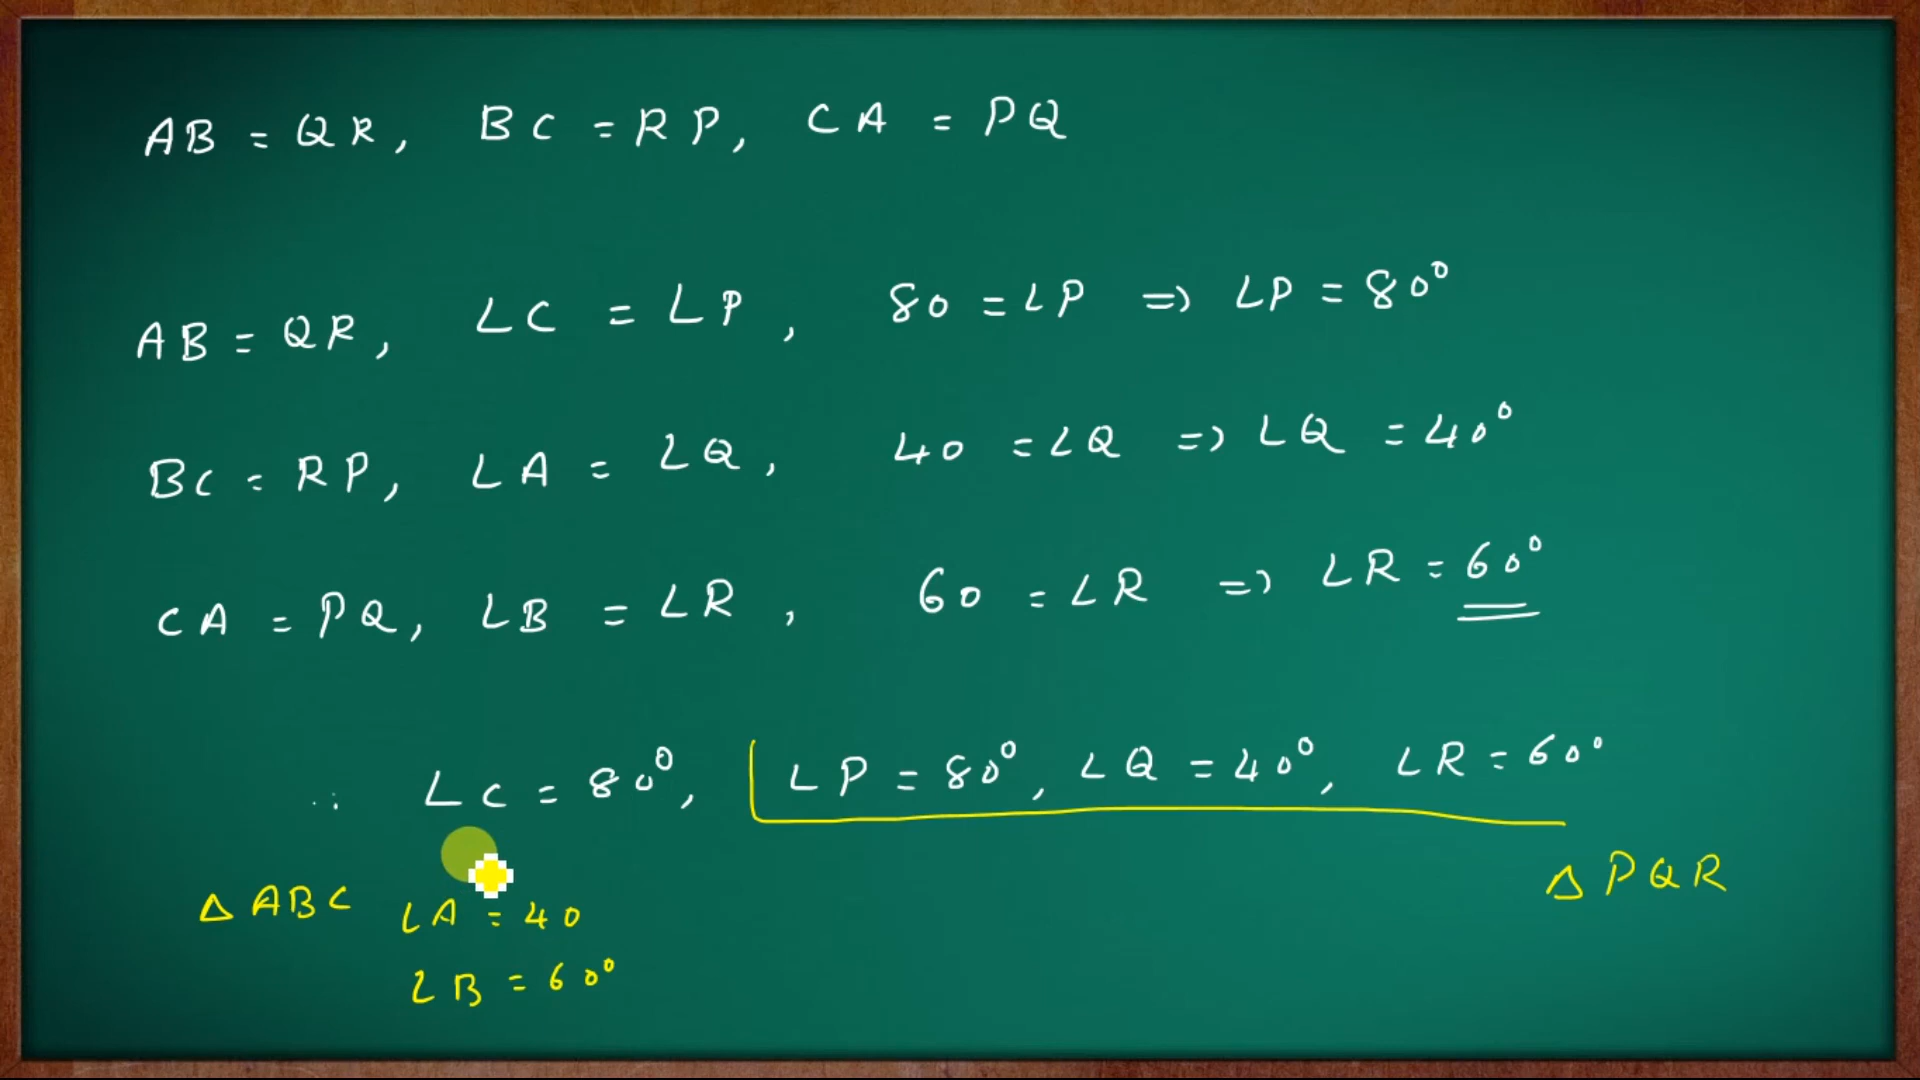 AB = QR, BC = RP, CA = PQ
AB = QR, ∠C = ∠P, 80 = ∠P => ∠P = 80°
BC = RP, ∠A = ∠Q, 40 = ∠Q => ∠Q = 40°
CA = PQ, ∠B = ∠R, 60 = ∠R => ∠R = 60°
∴ ∠C = 80°, ∠P = 80°, ∠Q = 40°, ∠R = 60°
△ PQR
△ ABC ∠A = 40
∠B = 60°